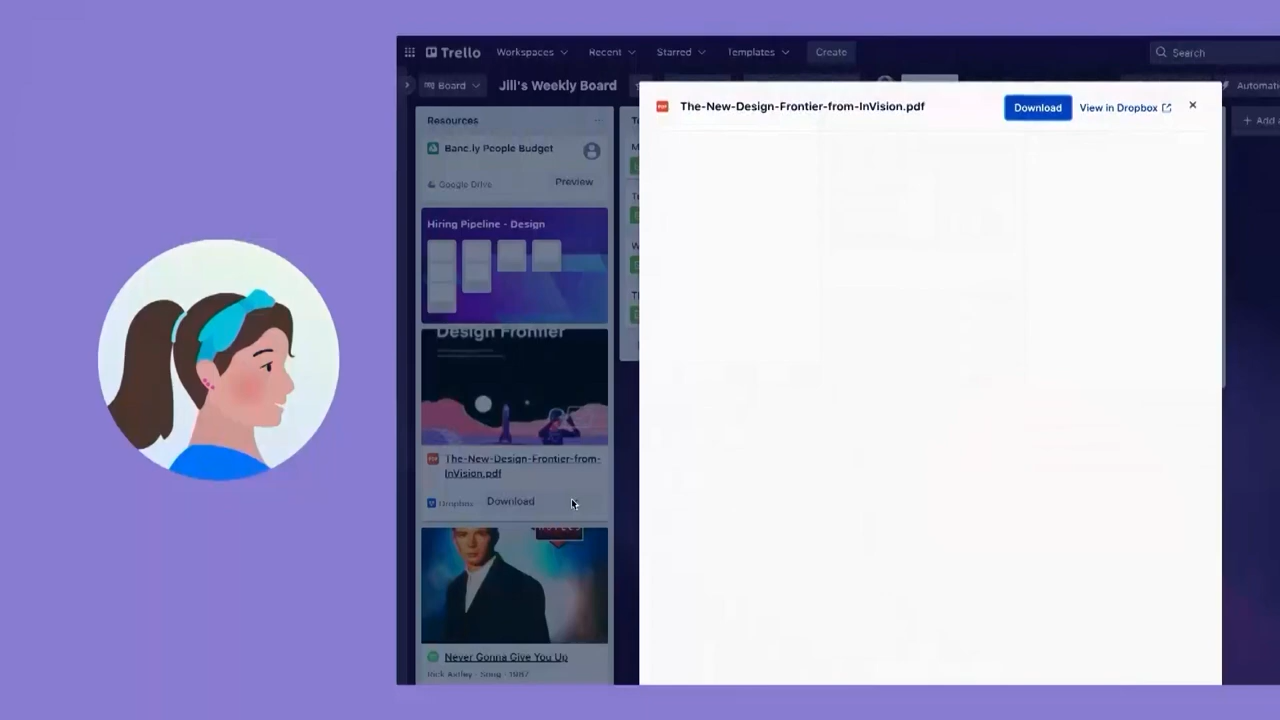 Trello Workspaces Recent Starred Templates Create Search
Board Jill's Weekly Board
The-New-Design-Frontier-from-InVision.pdf Download View in Dropbox
Resources
Banc.ly People Budget
Google Drive Preview
Hiring Pipeline - Design
Design Frontier
The-New-Design-Frontier-from-
InVision.pdf
Dropbox Download
Never Gonna Give You Up
Rick Astley · Song · 1987